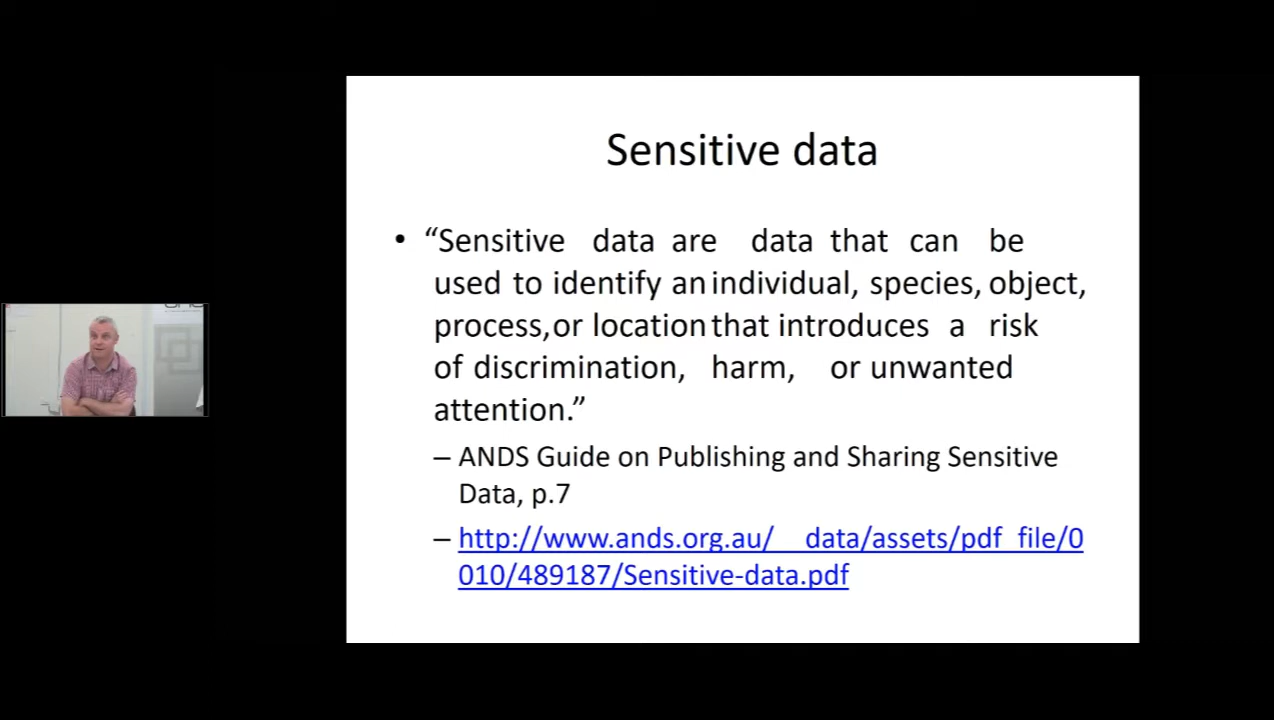 Sensitive data
• “Sensitive data are data that can be
used to identify an individual, species, object,
process, or location that introduces a risk
of discrimination, harm, or unwanted
attention.”
– ANDS Guide on Publishing and Sharing Sensitive
Data, p.7
– http://www.ands.org.au/__data/assets/pdf_file/0
010/489187/Sensitive-data.pdf